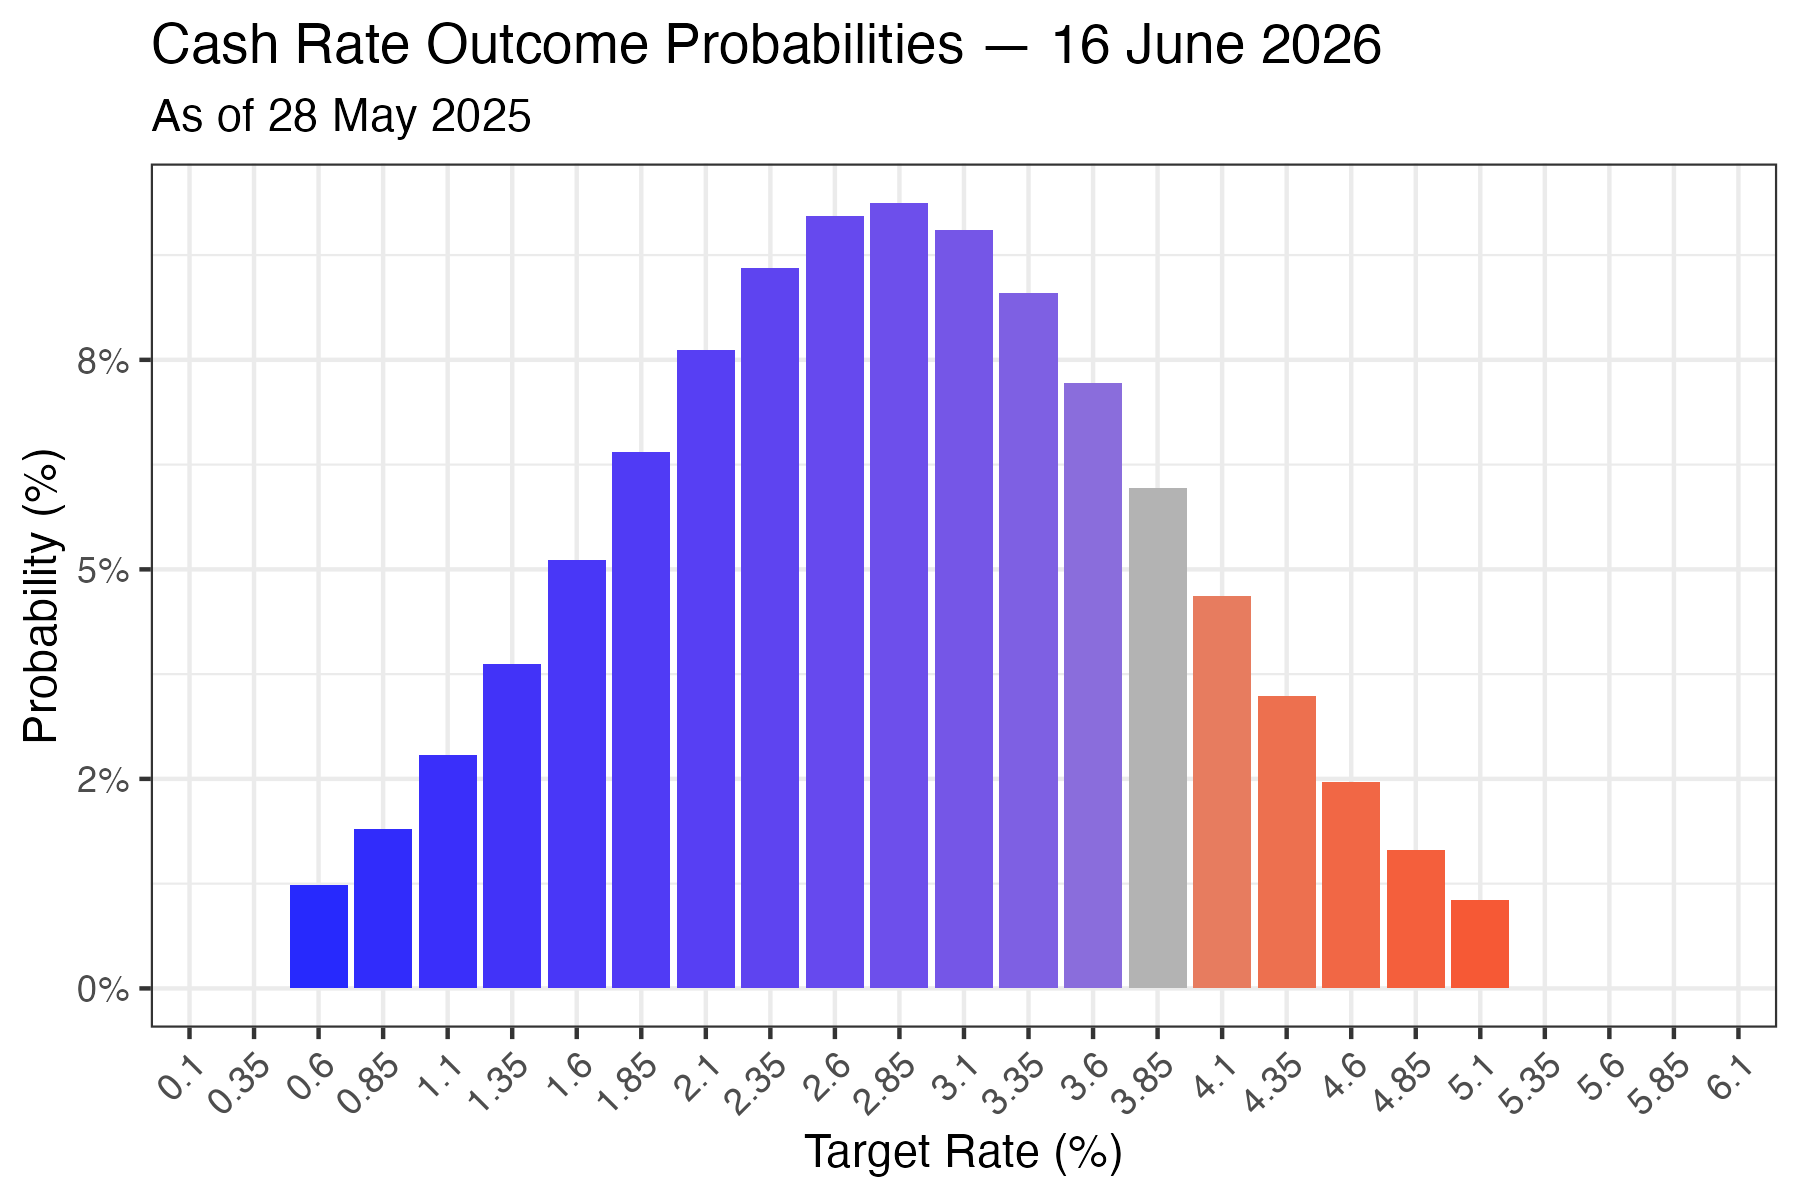 Cash Rate Outcome Probabilities — 16 June 2026
As of 28 May 2025
Probability (%)
8%
5%
2%
0%
0.1 0.35 0.6 0.85 1.1 1.35 1.6 1.85 2.1 2.35 2.6 2.85 3.1 3.35 3.6 3.85 4.1 4.35 4.6 4.85 5.1 5.35 5.6 5.85 6.1
Target Rate (%)